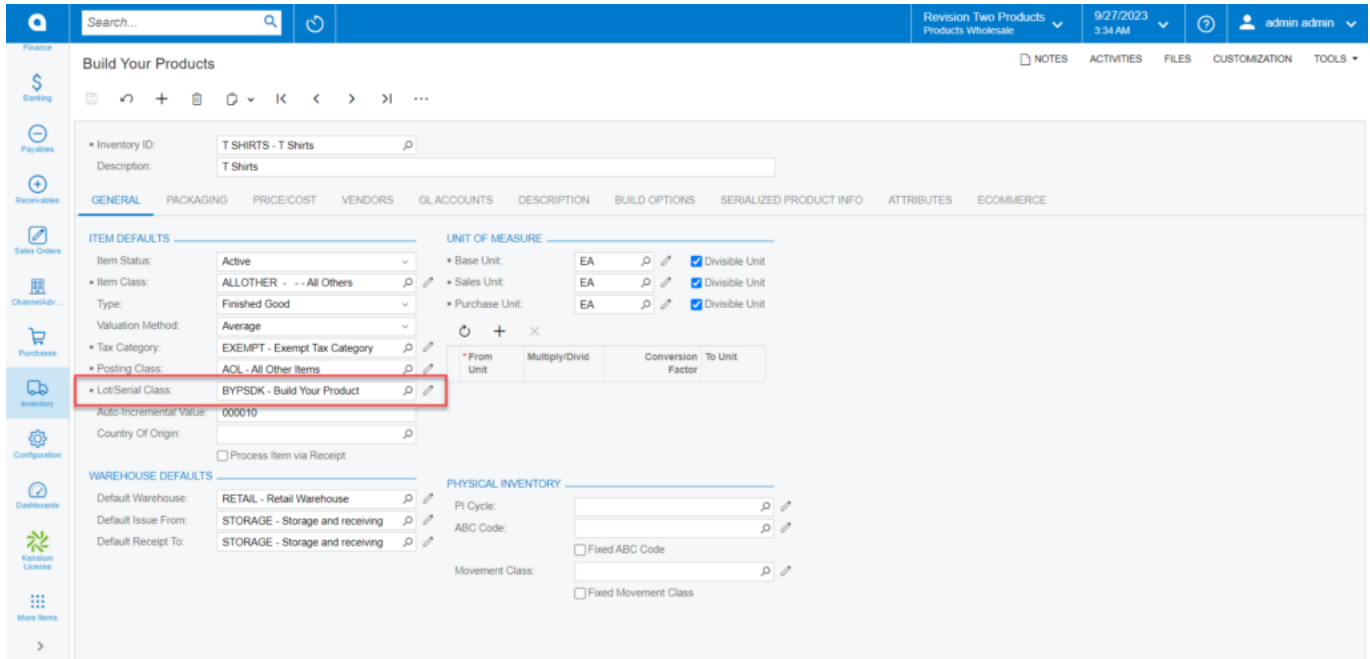 Search...
Revision Two Products
Products Wholesale
9/27/2023
3:34 AM
admin admin
Finance
Banking
Payables
Receivables
Sales Orders
ChannelAdv...
Purchases
Inventory
Configuration
Dashboards
Kensium
License
More Items
Build Your Products
NOTES ACTIVITIES FILES CUSTOMIZATION TOOLS
* Inventory ID: T SHIRTS - T Shirts
Description: T Shirts
GENERAL PACKAGING PRICE/COST VENDORS GL ACCOUNTS DESCRIPTION BUILD OPTIONS SERIALIZED PRODUCT INFO ATTRIBUTES ECOMMERCE
ITEM DEFAULTS
Item Status: Active
* Item Class: ALLOTHER - - - All Others
Type: Finished Good
Valuation Method: Average
* Tax Category: EXEMPT - Exempt Tax Category
* Posting Class: AOL - All Other Items
* Lot/Serial Class: BYPSDK - Build Your Product
Auto-Incremental Value: 000010
Country Of Origin:
Process Item via Receipt
WAREHOUSE DEFAULTS
Default Warehouse: RETAIL - Retail Warehouse
Default Issue From: STORAGE - Storage and receiving
Default Receipt To: STORAGE - Storage and receiving
UNIT OF MEASURE
* Base Unit: EA Divisible Unit
* Sales Unit: EA Divisible Unit
* Purchase Unit: EA Divisible Unit
* From Multiply/Divid Conversion To Unit
Unit Factor
PHYSICAL INVENTORY
PI Cycle:
ABC Code:
Fixed ABC Code
Movement Class:
Fixed Movement Class